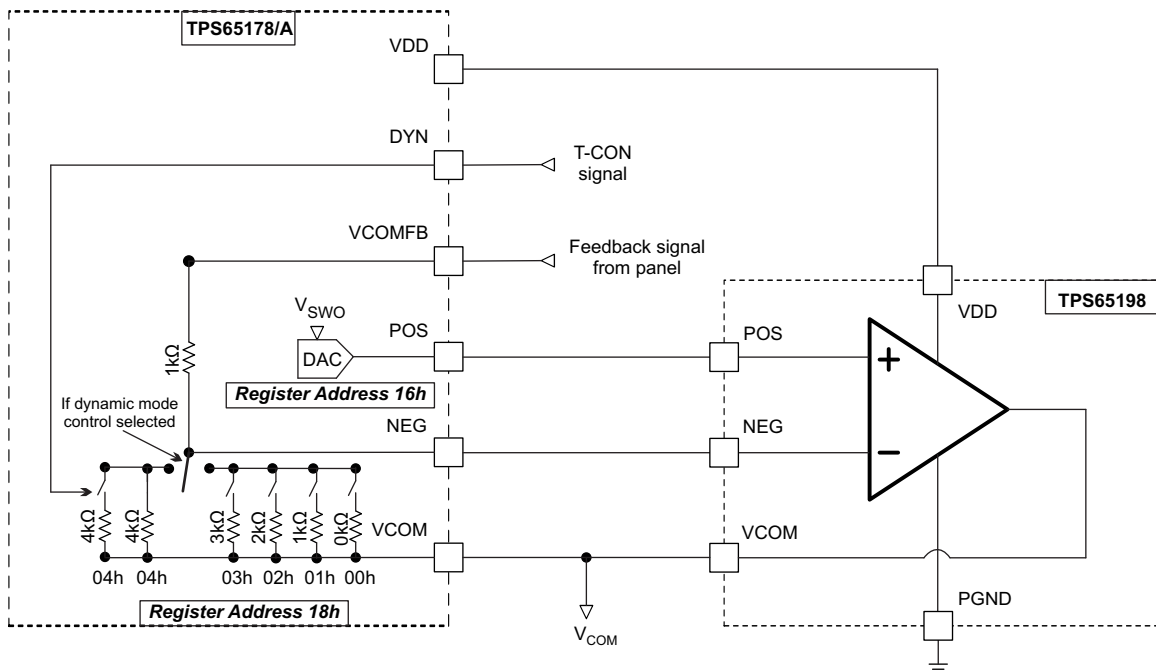 TPS65178/A
VDD
DYN
T-CON
signal
VCOMFB
Feedback signal
from panel
TPS65198
VDD
VSWO
POS
POS
DAC
1kΩ
Register Address 16h
If dynamic mode
control selected
NEG
NEG
4kΩ
4kΩ
3kΩ
2kΩ
1kΩ
0kΩ
VCOM
VCOM
04h 04h 03h 02h 01h 00h
Register Address 18h
VCOM
PGND